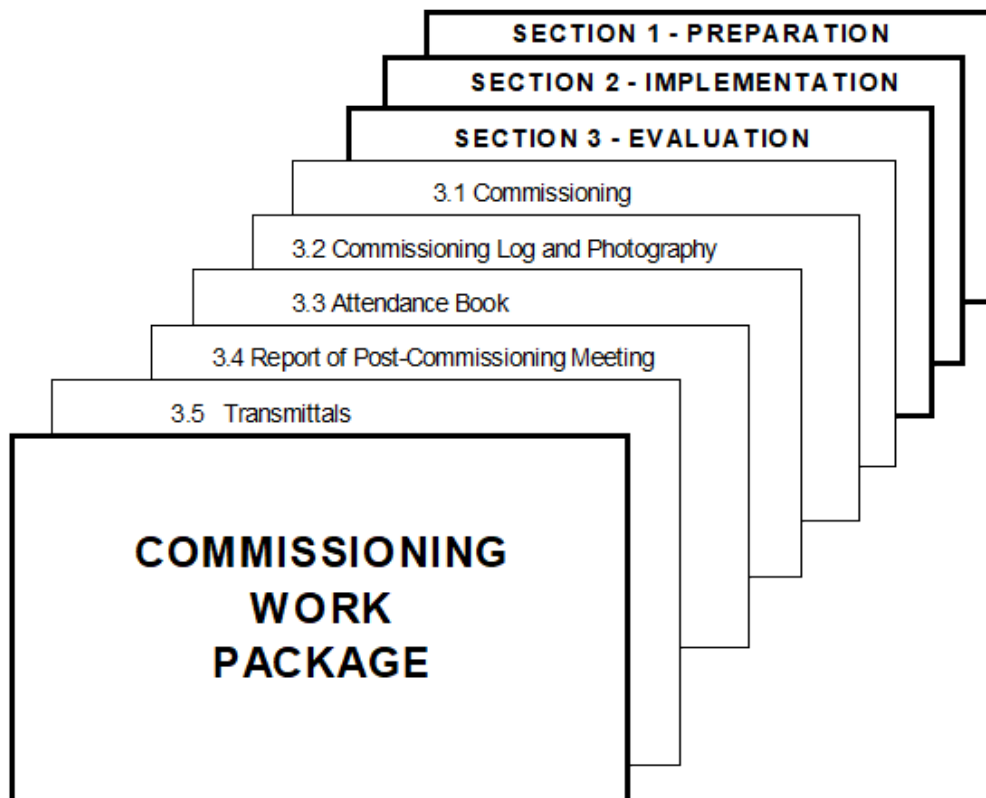 SECTION 1 - PREPARATION
SECTION 2 - IMPLEMENTATION
SECTION 3 - EVALUATION
3.1 Commissioning
3.2 Commissioning Log and Photography
3.3 Attendance Book
3.4 Report of Post-Commissioning Meeting
3.5 Transmittals
COMMISSIONING
WORK
PACKAGE